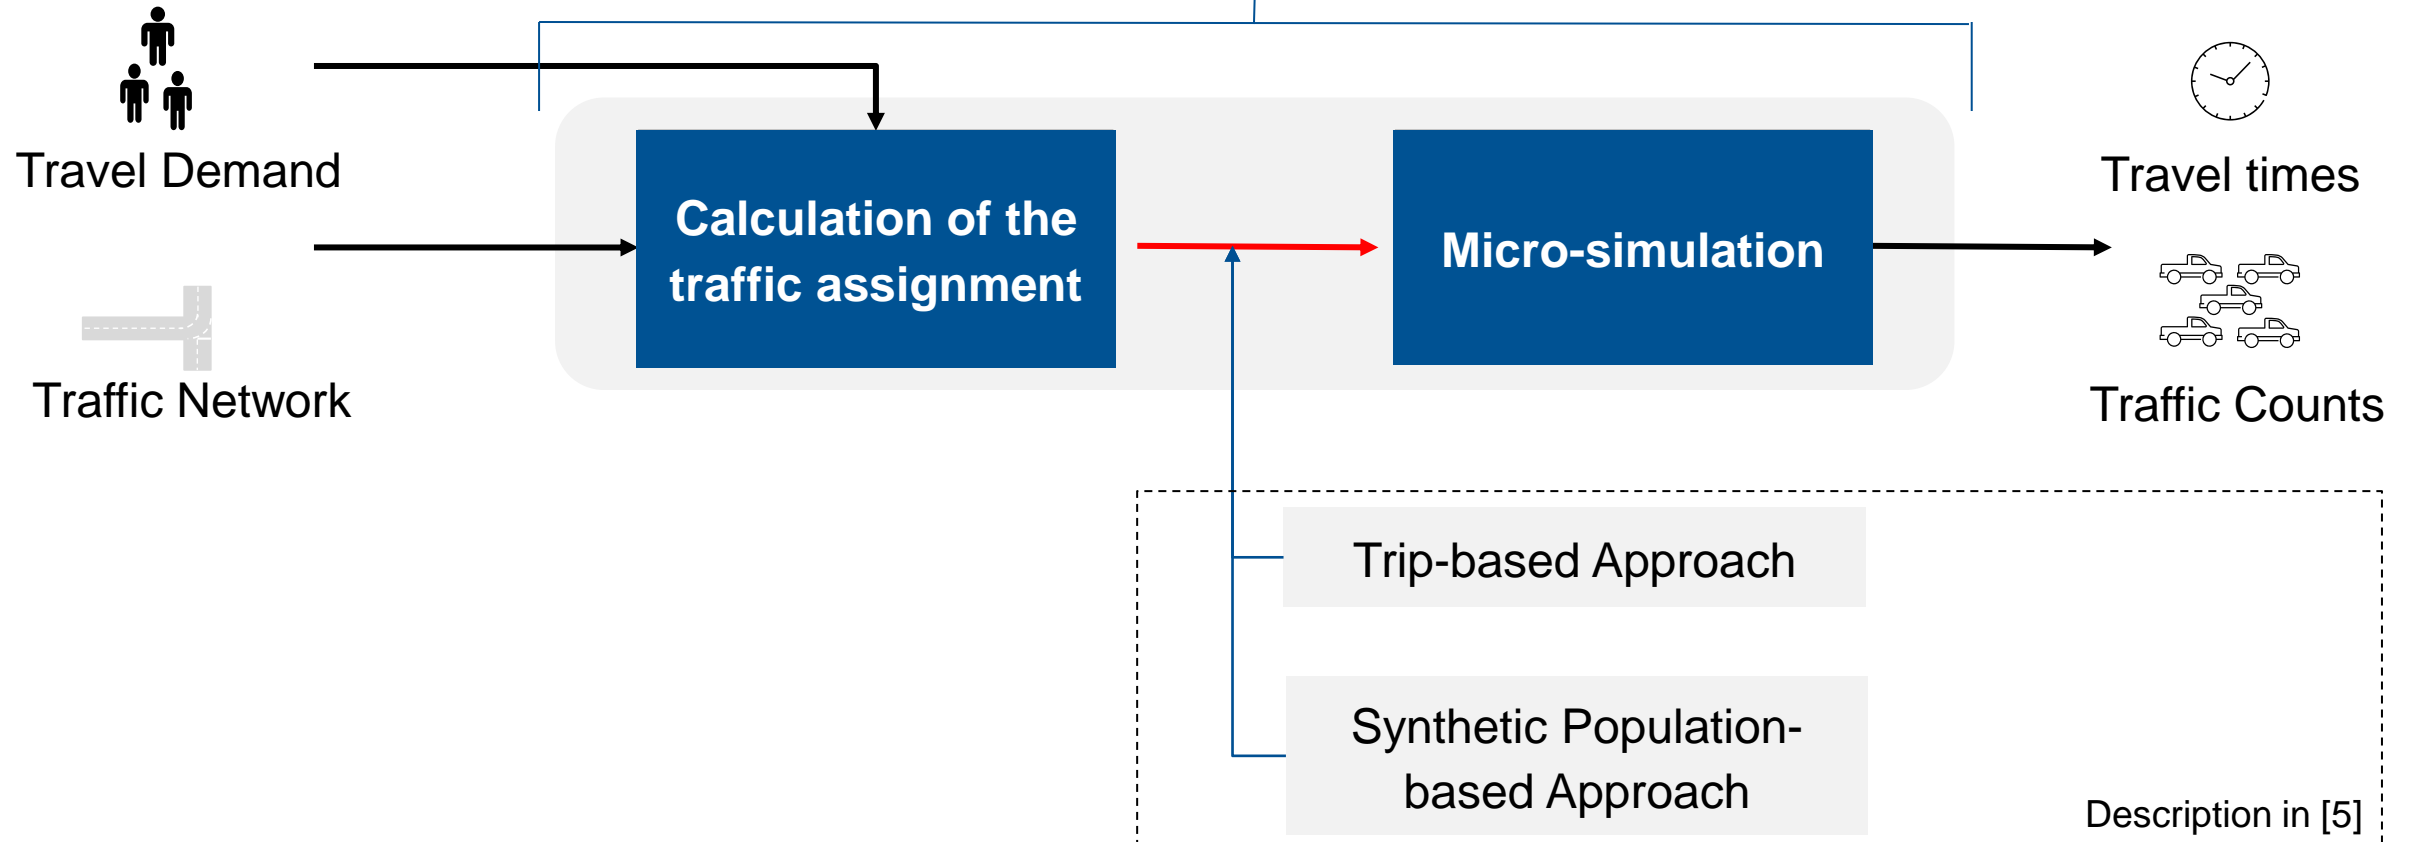 Travel Demand
Traffic Network
Calculation of the
traffic assignment
Micro-simulation
Travel times
Traffic Counts
Trip-based Approach
Synthetic Population-
based Approach
Description in [5]